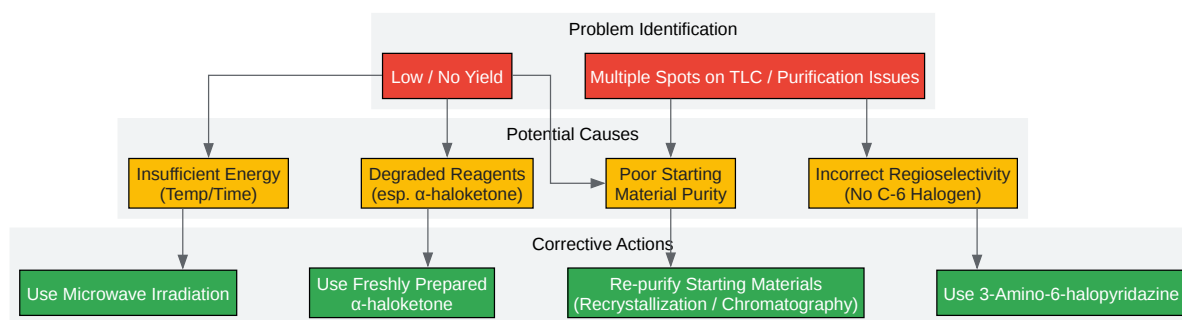 Problem Identification
Low / No Yield
Multiple Spots on TLC / Purification Issues
Potential Causes
Insufficient Energy
(Temp/Time)
Degraded Reagents
(esp. α-haloketone)
Poor Starting
Material Purity
Incorrect Regioselectivity
(No C-6 Halogen)
Corrective Actions
Use Microwave Irradiation
Use Freshly Prepared
α-haloketone
Re-purify Starting Materials
(Recrystallization / Chromatography)
Use 3-Amino-6-halopyridazine